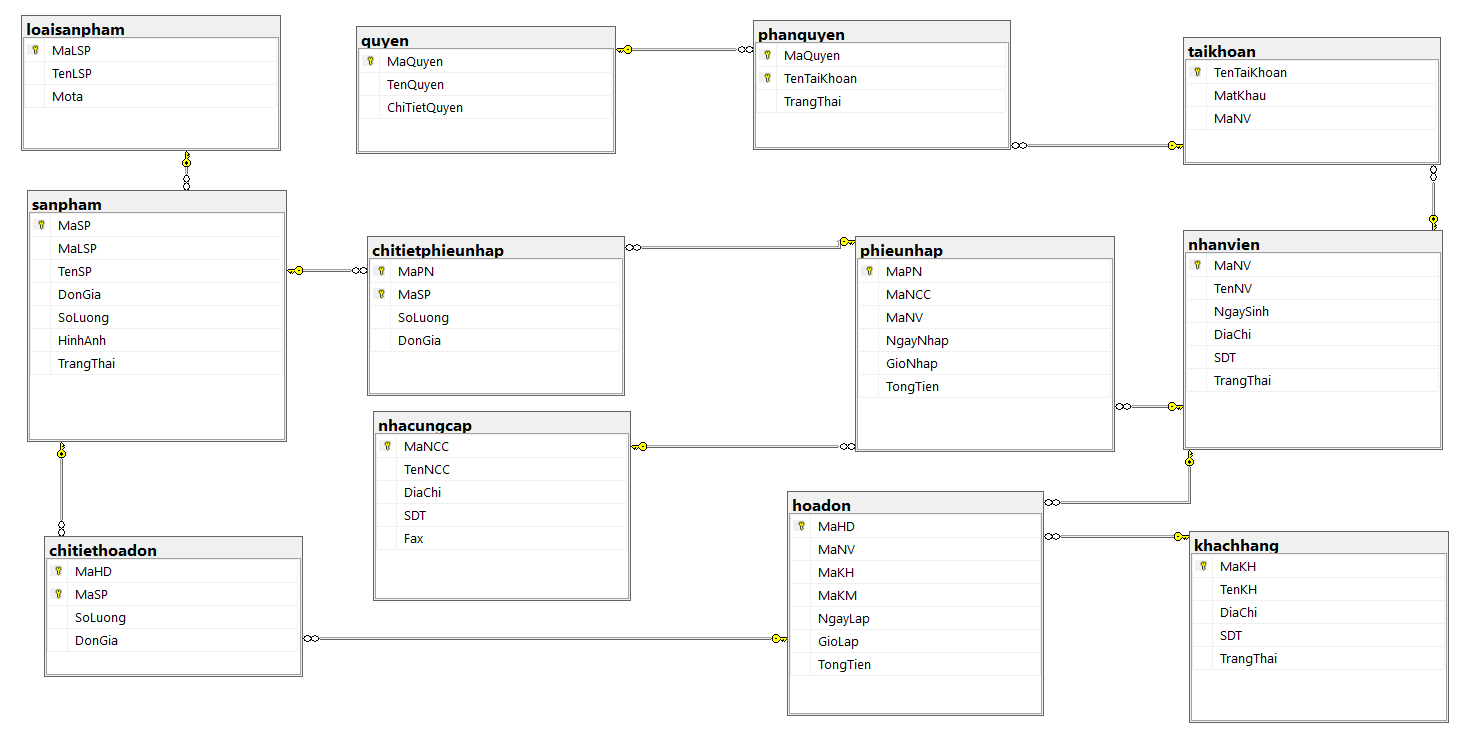 loaisanpham
MaLSP
TenLSP
Mota
quyen
MaQuyen
TenQuyen
ChiTietQuyen
phanquyen
MaQuyen
TenTaiKhoan
TrangThai
taikhoan
TenTaiKhoan
MatKhau
MaNV
sanpham
MaSP
MaLSP
TenSP
DonGia
SoLuong
HinhAnh
TrangThai
chitietphieunhap
MaPN
MaSP
SoLuong
DonGia
phieunhap
MaPN
MaNCC
MaNV
NgayNhap
GioNhap
TongTien
nhanvien
MaNV
TenNV
NgaySinh
DiaChi
SDT
TrangThai
nhacungcap
MaNCC
TenNCC
DiaChi
SDT
Fax
chitiethoadon
MaHD
MaSP
SoLuong
DonGia
hoadon
MaHD
MaNV
MaKH
MaKM
NgayLap
GioLap
TongTien
khachhang
MaKH
TenKH
DiaChi
SDT
TrangThai